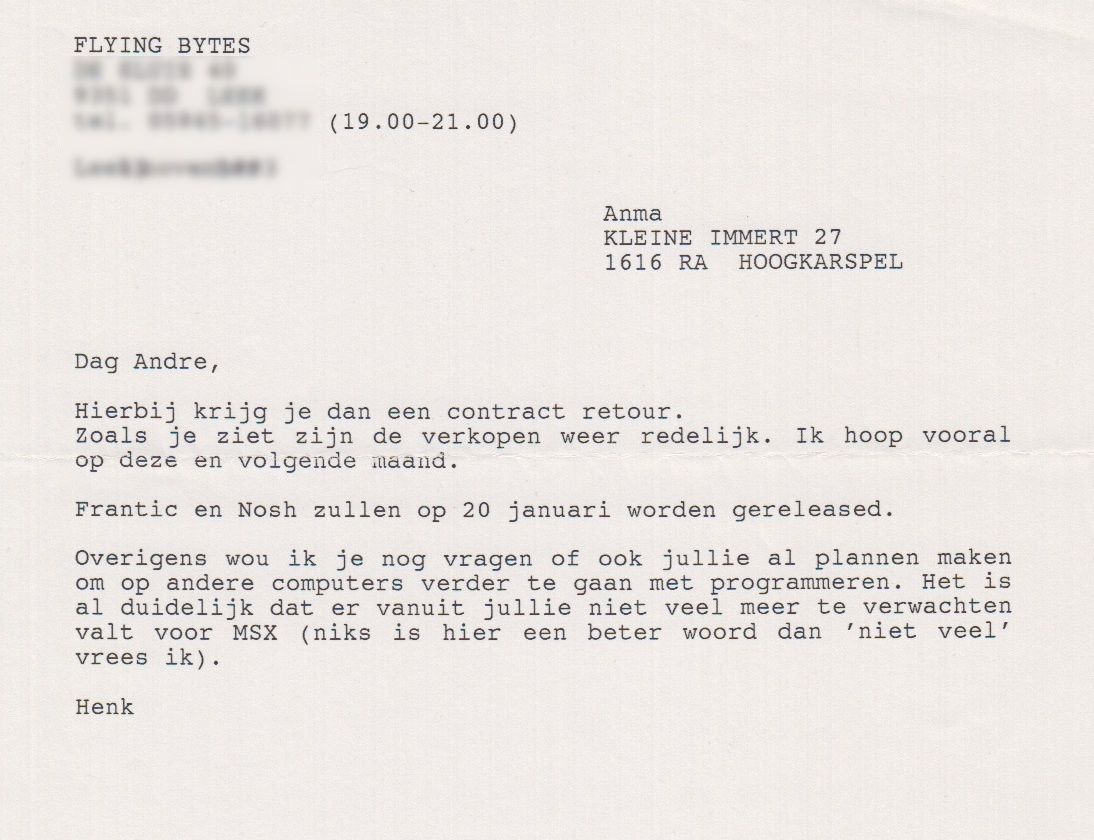 FLYING BYTES
(19.00-21.00)
Anma
KLEINE IMMERT 27
1616 RA HOOGKARSPEL
Dag Andre,
Hierbij krijg je dan een contract retour.
Zoals je ziet zijn de verkopen weer redelijk. Ik hoop vooral
op deze en volgende maand.
Frantic en Nosh zullen op 20 januari worden gereleased.
Overigens wou ik je nog vragen of ook jullie al plannen maken
om op andere computers verder te gaan met programmeren. Het is
al duidelijk dat er vanuit jullie niet veel meer te verwachten
valt voor MSX (niks is hier een beter woord dan 'niet veel'
vrees ik).
Henk